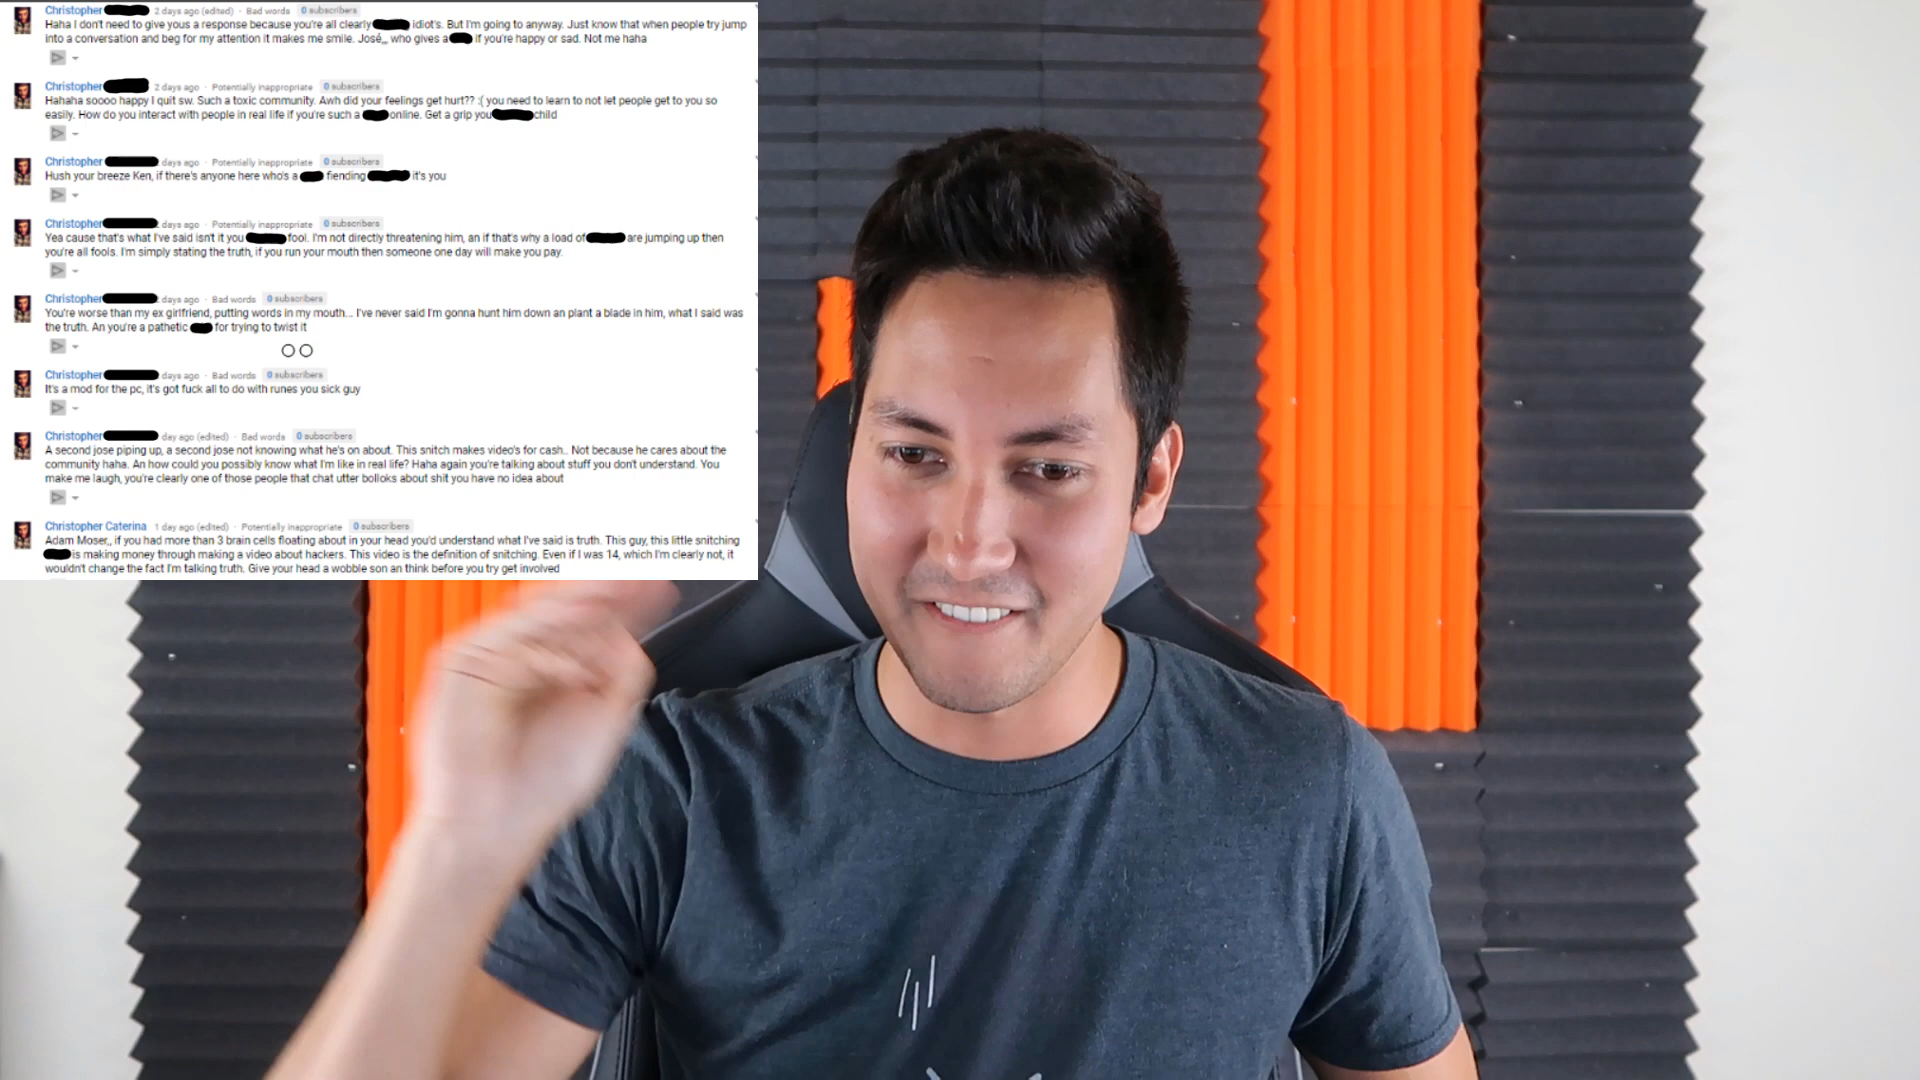 Christopher 2 days ago (edited) · Bad words 0 subscribers
Haha I don't need to give yous a response because you're all clearly idiot's. But I'm going to anyway. Just know that when people try jump
into a conversation and beg for my attention it makes me smile. José,, who gives a if you're happy or sad. Not me haha
Christopher 2 days ago · Potentially inappropriate 0 subscribers
Hahaha soooo happy I quit sw. Such a toxic community. Awh did your feelings get hurt?? :( you need to learn to not let people get to you so
easily. How do you interact with people in real life if you're such a online. Get a grip you child
Christopher days ago · Potentially inappropriate 0 subscribers
Hush your breeze Ken, if there's anyone here who's a fiending it's you
Christopher days ago · Potentially inappropriate 0 subscribers
Yea cause that's what I've said isn't it you fool. I'm not directly threatening him, an if that's why a load of are jumping up then
you're all fools. I'm simply stating the truth, if you run your mouth then someone one day will make you pay.
Christopher days ago · Bad words 0 subscribers
You're worse than my ex girlfriend, putting words in my mouth... I've never said I'm gonna hunt him down an plant a blade in him, what I said was
the truth. An you're a pathetic for trying to twist it
Christopher days ago · Bad words 0 subscribers
It's a mod for the pc, it's got fuck all to do with runes you sick guy
Christopher day ago (edited) · Bad words 0 subscribers
A second jose piping up, a second jose not knowing what he's on about. This snitch makes video's for cash.. Not because he cares about the
community haha. An how could you possibly know what I'm like in real life? Haha again you're talking about stuff you don't understand. You
make me laugh, you're clearly one of those people that chat utter bolloks about shit you have no idea about
Christopher Caterina 1 day ago (edited) · Potentially inappropriate 0 subscribers
Adam Moser,, if you had more than 3 brain cells floating about in your head you'd understand what I've said is truth. This guy, this little snitching
is making money through making a video about hackers. This video is the definition of snitching. Even if I was 14, which I'm clearly not, it
wouldn't change the fact I'm talking truth. Give your head a wobble son an think before you try get involved